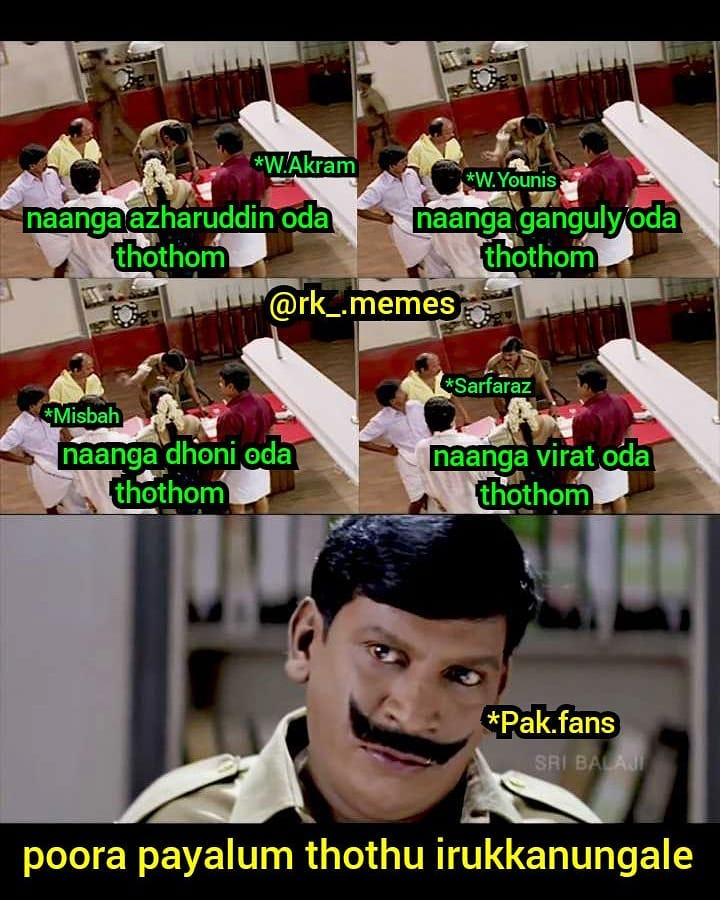 *W.Akram
naanga azharuddin oda
thothom
*W.Younis
naanga ganguly oda
thothom
@rk_.memes
*Misbah
naanga dhoni oda
thothom
*Sarfaraz
naanga virat oda
thothom
*Pak.fans
SRI BALAJI
poora payalum thothu irukkanungale